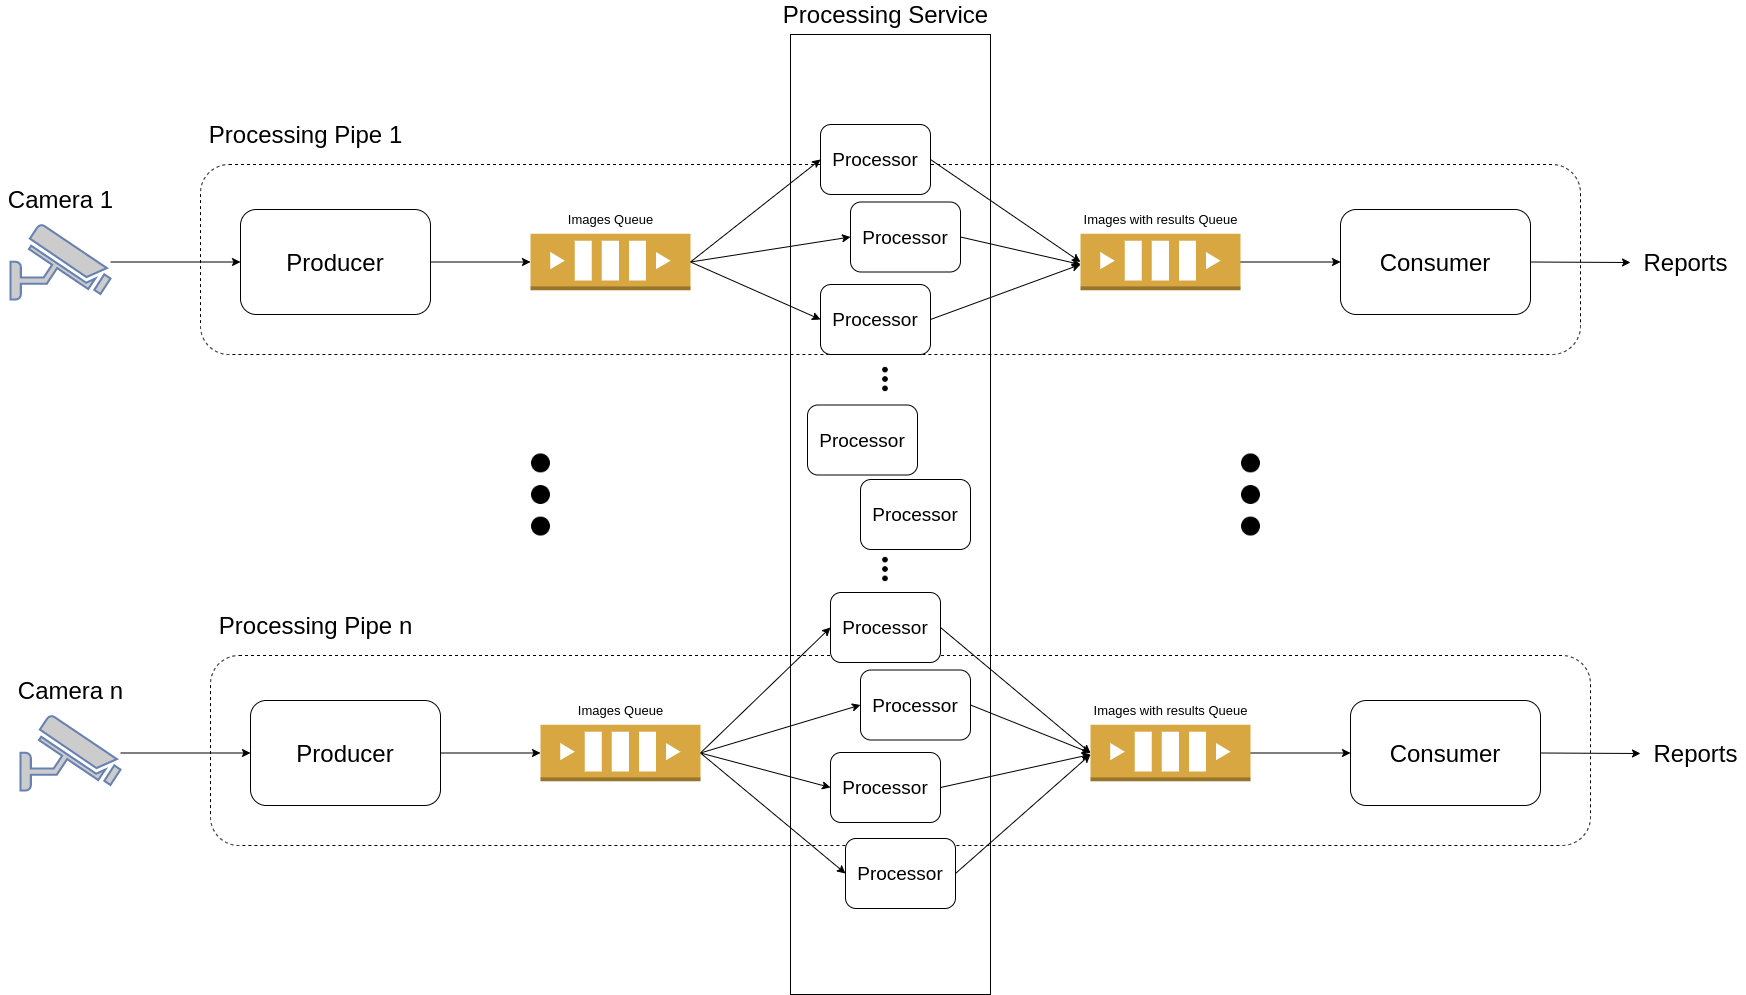 Processing Service
Processing Pipe 1
Camera 1
Producer
Images Queue
Processor
Processor
Processor
Images with results Queue
Consumer
Reports
Processor
Processor
Processing Pipe n
Camera n
Producer
Images Queue
Processor
Processor
Processor
Processor
Images with results Queue
Consumer
Reports